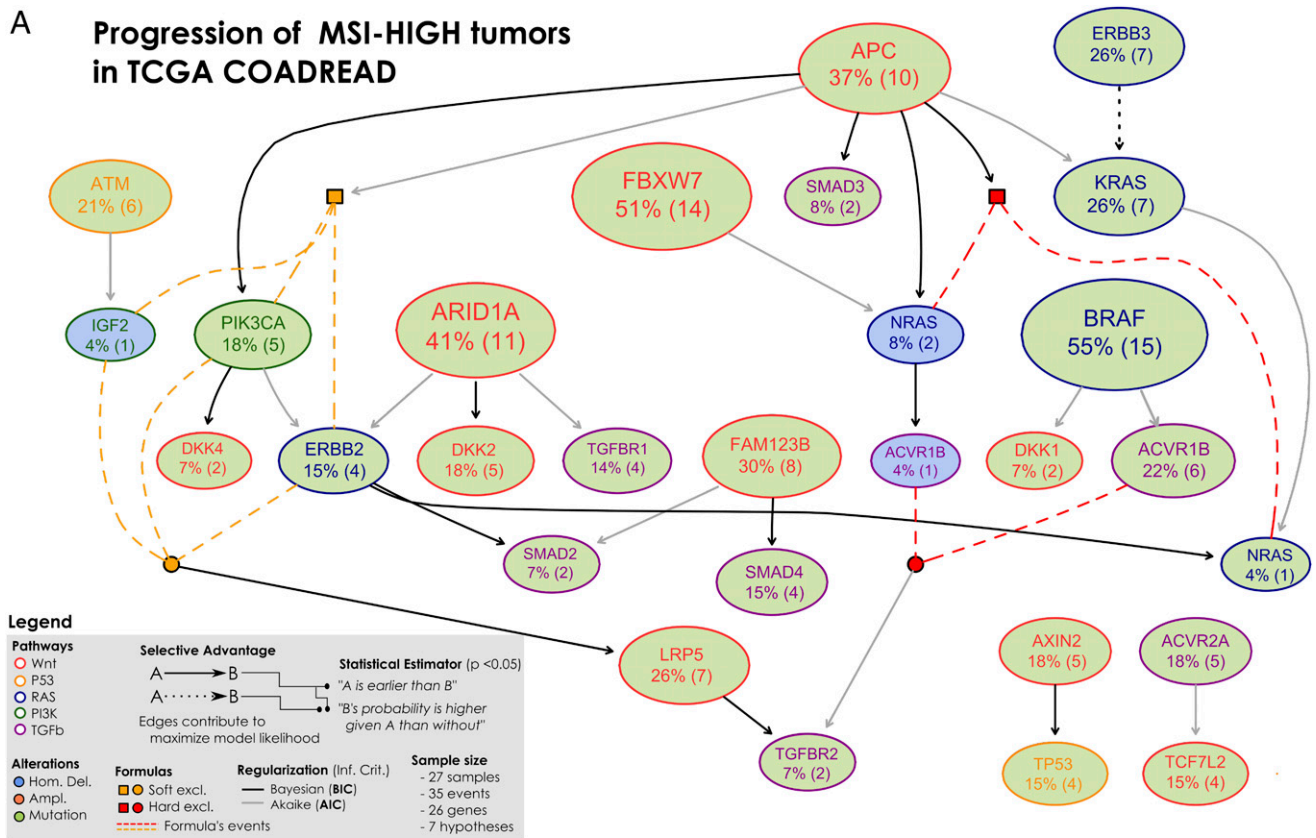 A
Progression of MSI-HIGH tumors
in TCGA COADREAD
APC
37% (10)
ERBB3
26% (7)
ATM
21% (6)
FBXW7
51% (14)
SMAD3
8% (2)
KRAS
26% (7)
IGF2
4% (1)
PIK3CA
18% (5)
ARID1A
41% (11)
NRAS
8% (2)
BRAF
55% (15)
DKK4
7% (2)
ERBB2
15% (4)
DKK2
18% (5)
TGFBR1
14% (4)
FAM123B
30% (8)
ACVR1B
4% (1)
DKK1
7% (2)
ACVR1B
22% (6)
SMAD2
7% (2)
SMAD4
15% (4)
NRAS
4% (1)
LRP5
26% (7)
AXIN2
18% (5)
ACVR2A
18% (5)
TGFBR2
7% (2)
TP53
15% (4)
TCF7L2
15% (4)
Legend
Pathways
Wnt
P53
RAS
PI3K
TGFb
Selective Advantage
A B
A B
Edges contribute to
maximize model likelihood
Statistical Estimator (p <0.05)
"A is earlier than B"
"B's probability is higher
given A than without"
Alterations
Hom. Del.
Ampl.
Mutation
Formulas
Soft excl.
Hard excl.
Formula's events
Regularization (Inf. Crit.)
Bayesian (BIC)
Akaike (AIC)
Sample size
- 27 samples
- 35 events
- 26 genes
- 7 hypotheses